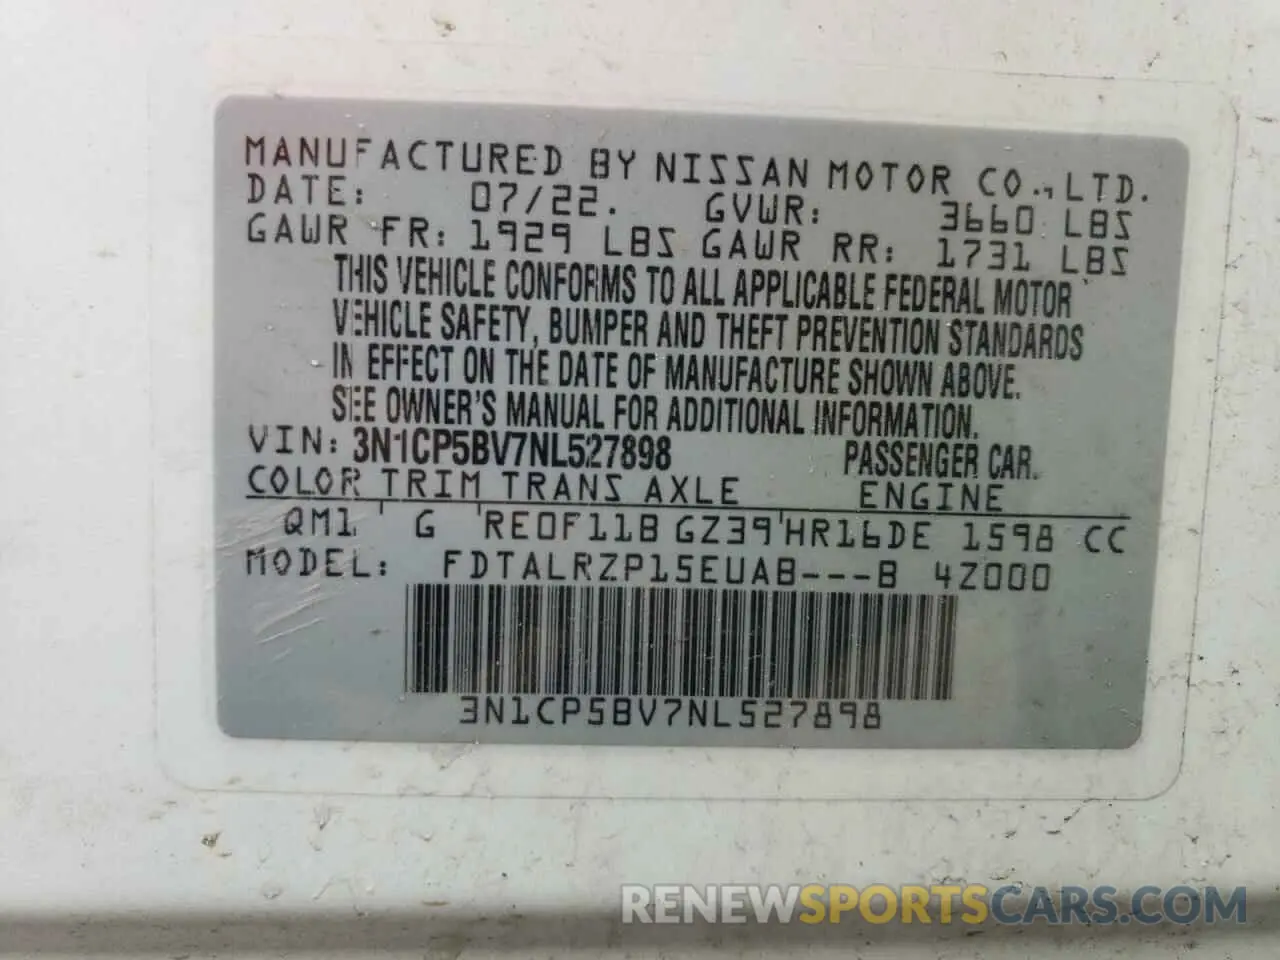 MANUFACTURED BY NISSAN MOTOR CO., LTD.
DATE: 07/22. GVWR: 3660 LBS
GAWR FR: 1929 LBS GAWR RR: 1731 LBS
THIS VEHICLE CONFORMS TO ALL APPLICABLE FEDERAL MOTOR
VEHICLE SAFETY, BUMPER AND THEFT PREVENTION STANDARDS
IN EFFECT ON THE DATE OF MANUFACTURE SHOWN ABOVE.
SEE OWNER'S MANUAL FOR ADDITIONAL INFORMATION.
VIN: 3N1CP5BV7NL527898 PASSENGER CAR.
COLOR TRIM TRANS AXLE ENGINE
QM1 ' G 'RE0F11B GZ39'HR16DE 1598 CC
MODEL: FDTALRZP15EUAB---B 4Z000
3N1CP5BV7NL527898
RENEWSPORTSCARS.COM